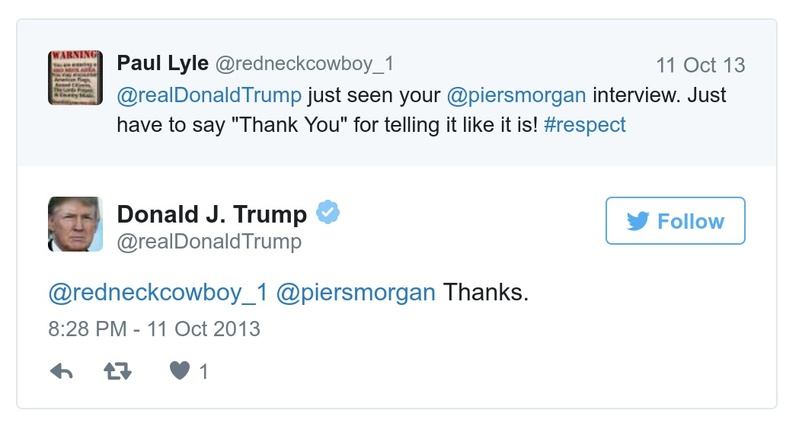 Paul Lyle @redneckcowboy_1 11 Oct 13
@realDonaldTrump just seen your @piersmorgan interview. Just
have to say "Thank You" for telling it like it is! #respect
WARNING
Donald J. Trump
@realDonaldTrump
Follow
@redneckcowboy_1 @piersmorgan Thanks.
8:28 PM - 11 Oct 2013
1